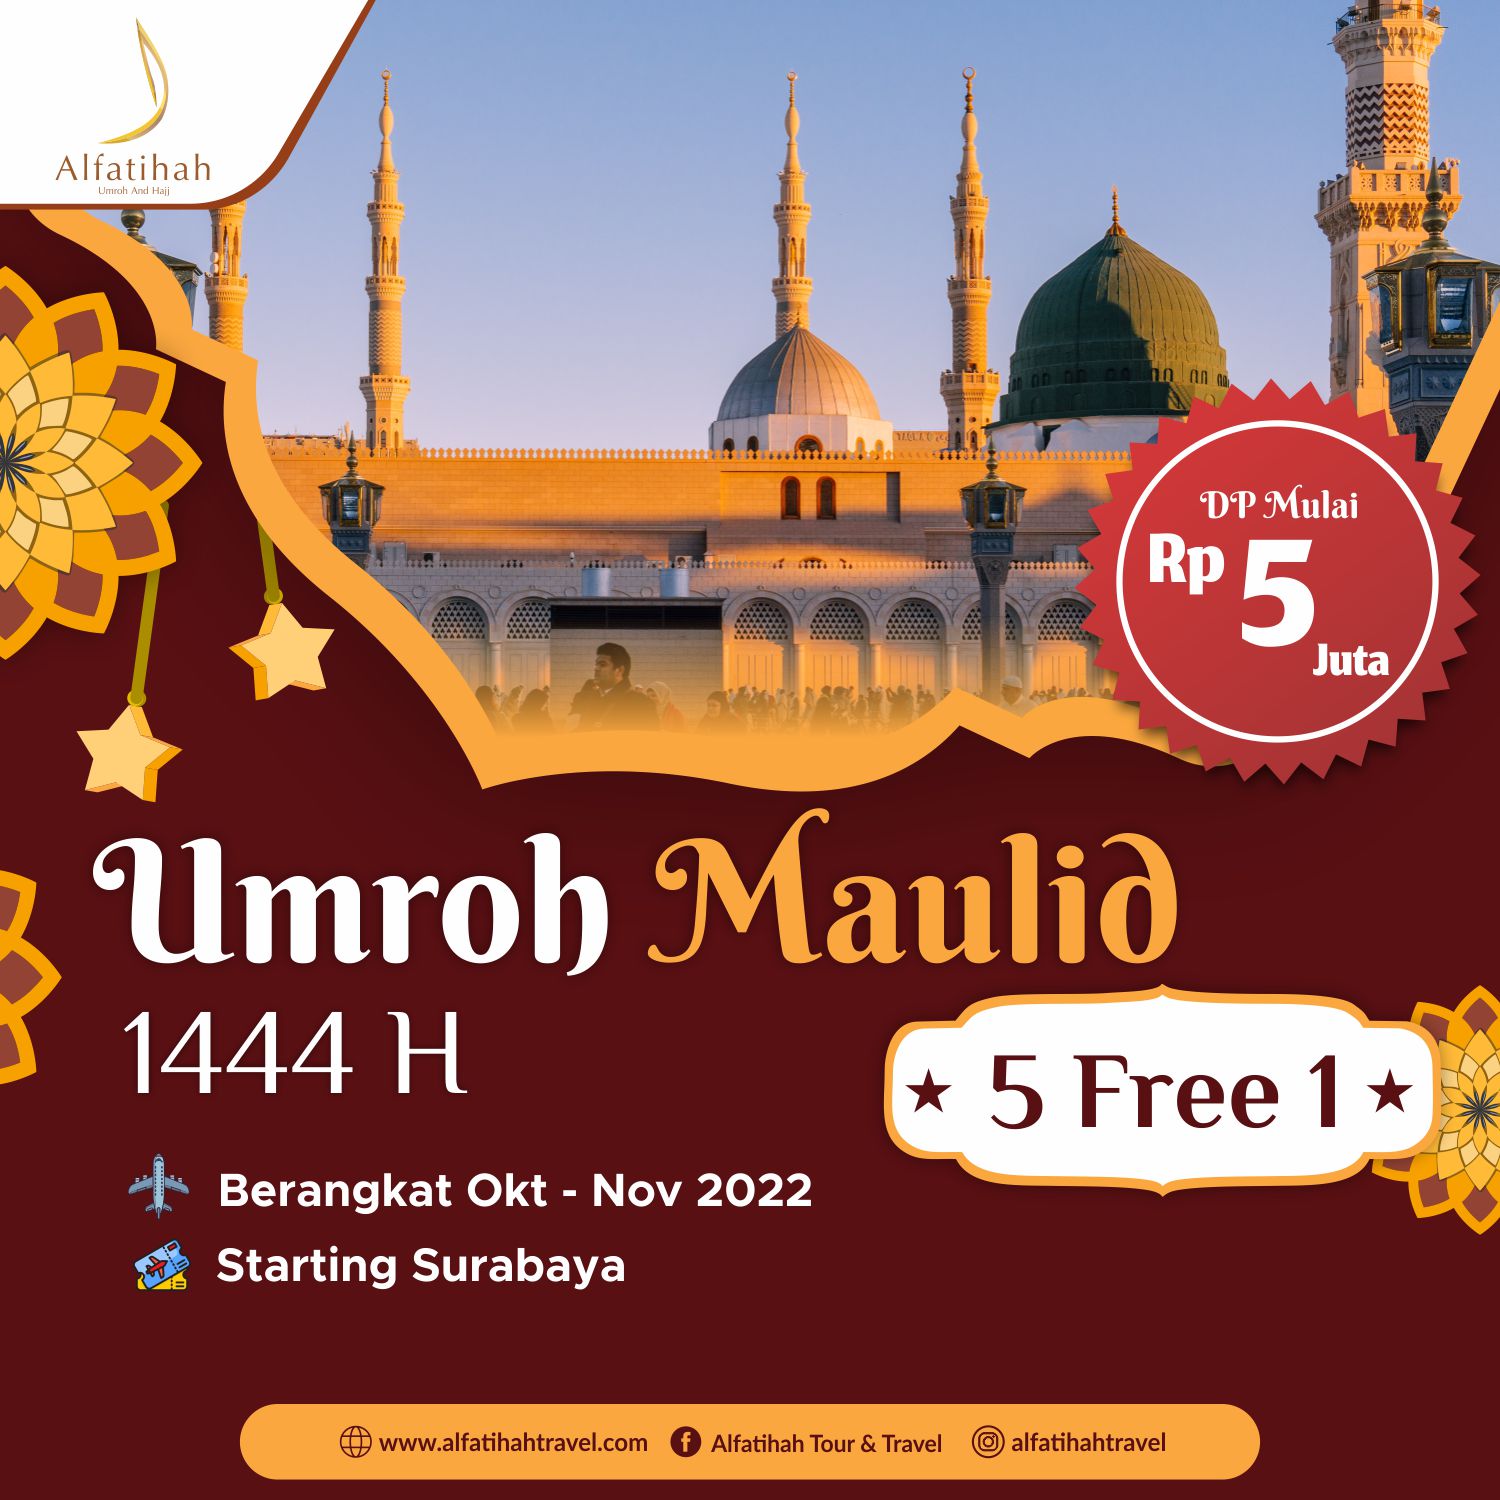 Alfatihah
Umroh And Hajj
DP Mulai
Rp 5 Juta
Umroh Maulid
1444 H
5 Free 1
Berangkat Okt - Nov 2022
Starting Surabaya
www.alfatihahtravel.com Alfatihah Tour & Travel alfatihahtravel